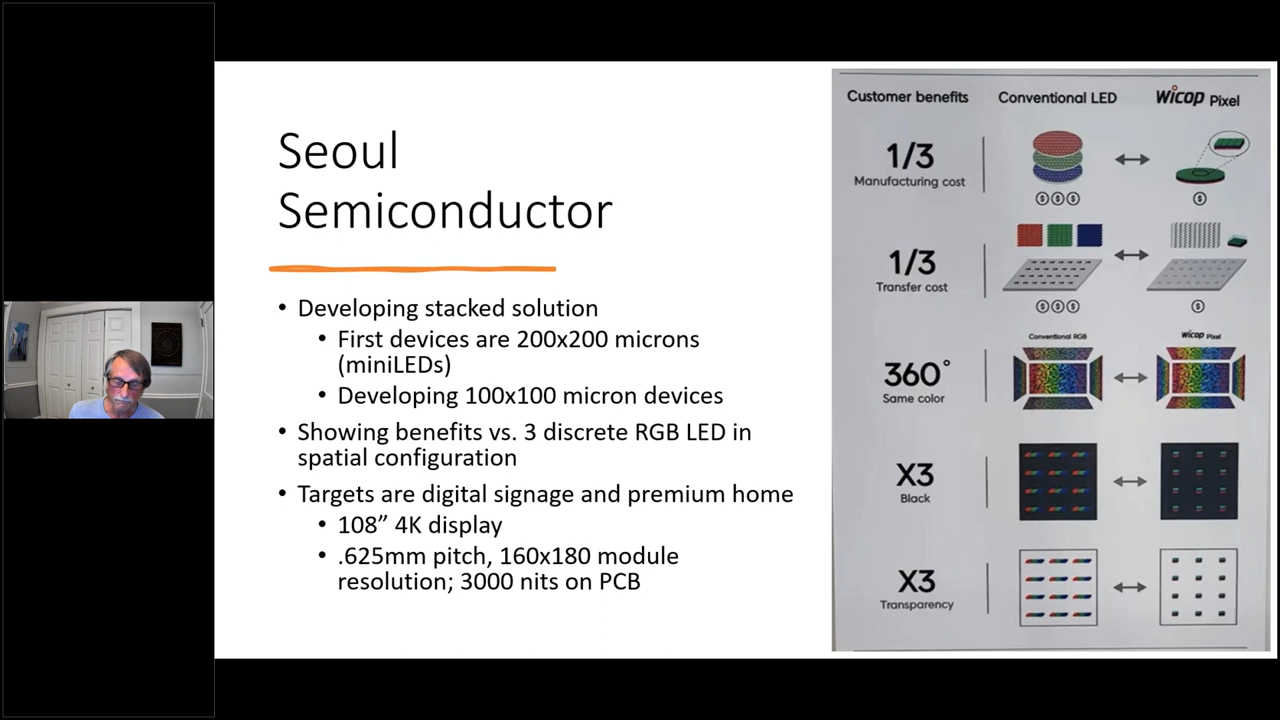 Seoul
Semiconductor
• Developing stacked solution
• First devices are 200x200 microns
(miniLEDs)
• Developing 100x100 micron devices
• Showing benefits vs. 3 discrete RGB LED in
spatial configuration
• Targets are digital signage and premium home
• 108” 4K display
• .625mm pitch, 160x180 module
resolution; 3000 nits on PCB
Customer benefits Conventional LED Wicop Pixel
1/3
Manufacturing cost
$ $ $ $
1/3
Transfer cost
$ $ $ $
Conventional RGB Wicop Pixel
360°
Same color
X3
Black
X3
Transparency